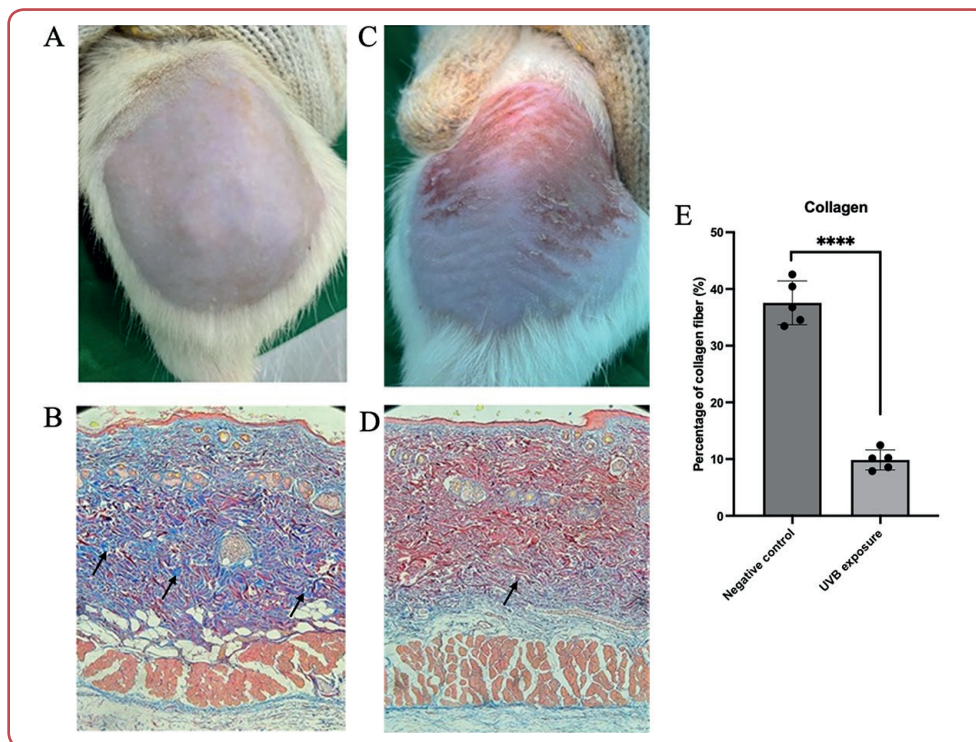 A
C
B
D
E
Collagen
****
Percentage of collagen fiber (%)
50
40
30
20
10
0
Negative control
UVB exposure